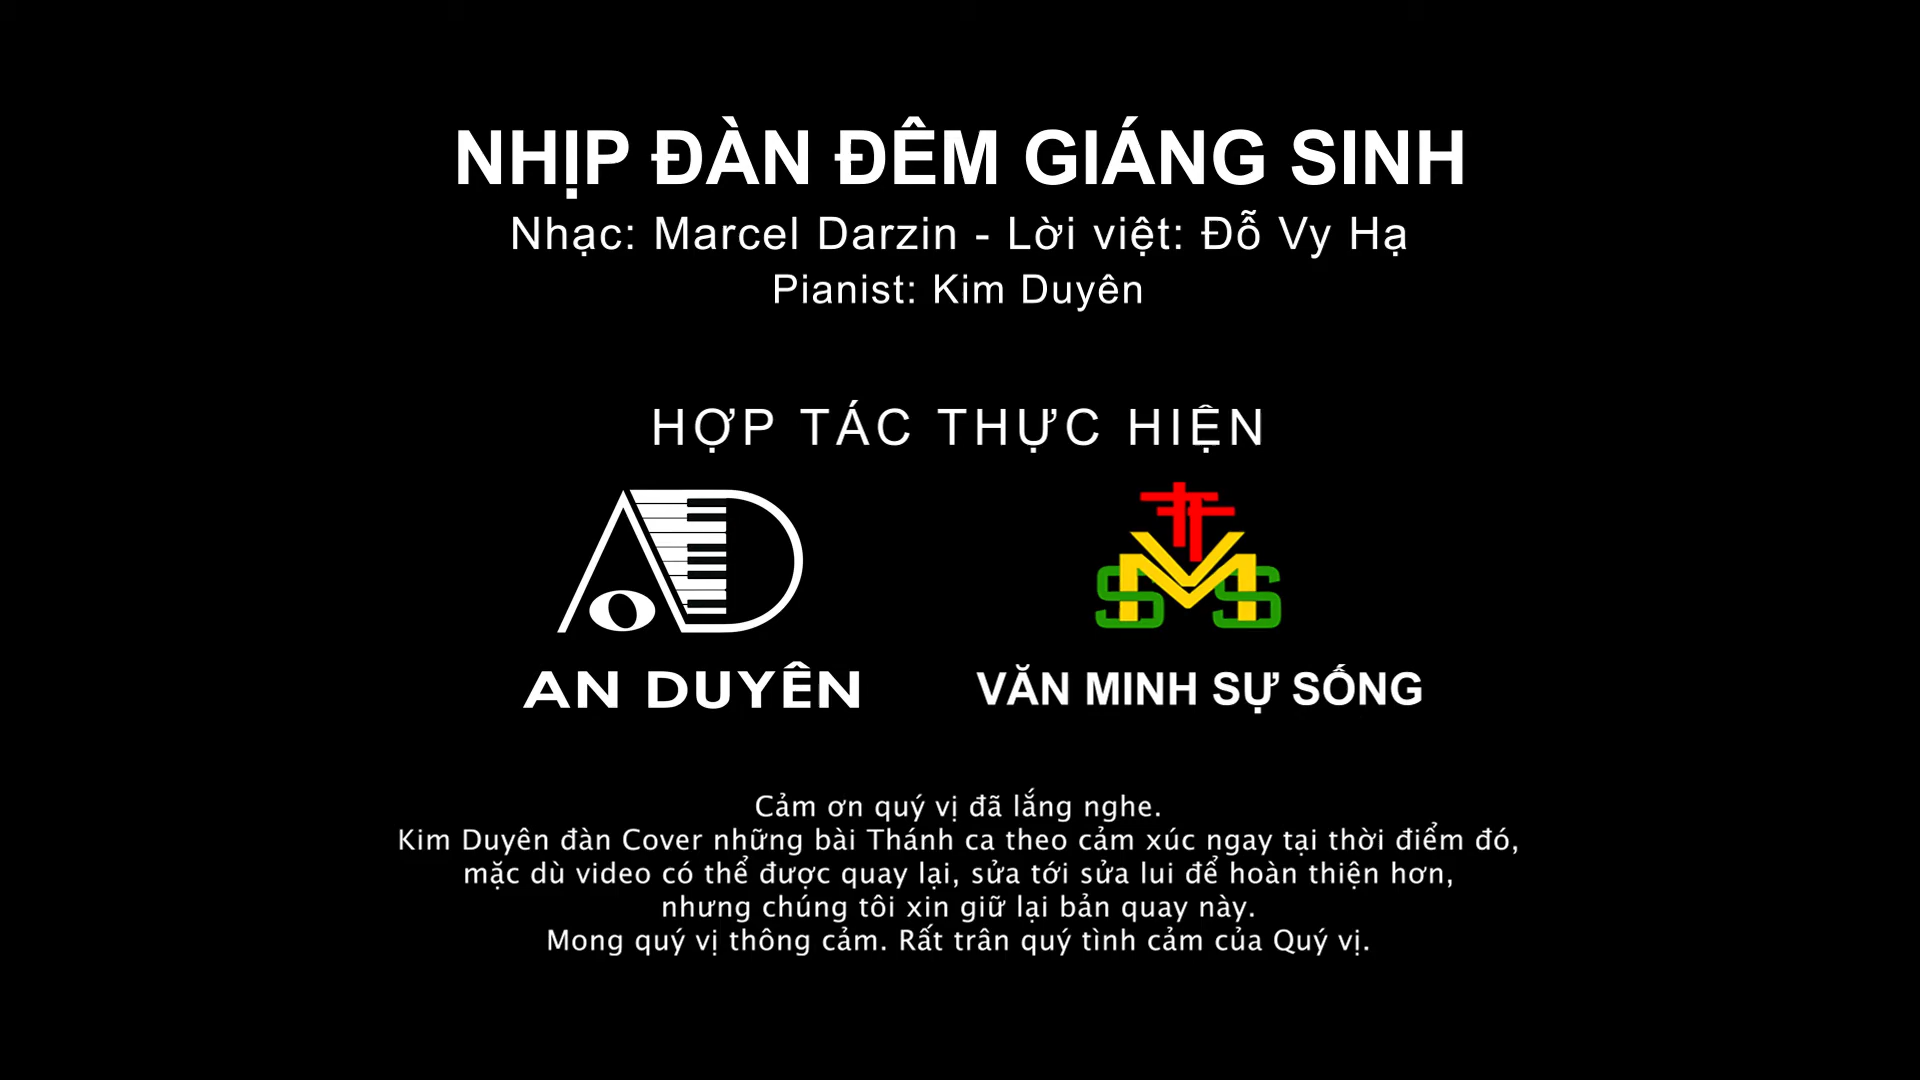 NHỊP ĐÀN ĐÊM GIÁNG SINH
Nhạc: Marcel Darzin - Lời việt: Đỗ Vy Hạ
Pianist: Kim Duyên
HỢP TÁC THỰC HIỆN
AN DUYÊN
VĂN MINH SỰ SỐNG
Cảm ơn quý vị đã lắng nghe.
Kim Duyên đàn Cover những bài Thánh ca theo cảm xúc ngay tại thời điểm đó,
mặc dù video có thể được quay lại, sửa tới sửa lui để hoàn thiện hơn,
nhưng chúng tôi xin giữ lại bản quay này.
Mong quý vị thông cảm. Rất trân quý tình cảm của Quý vị.